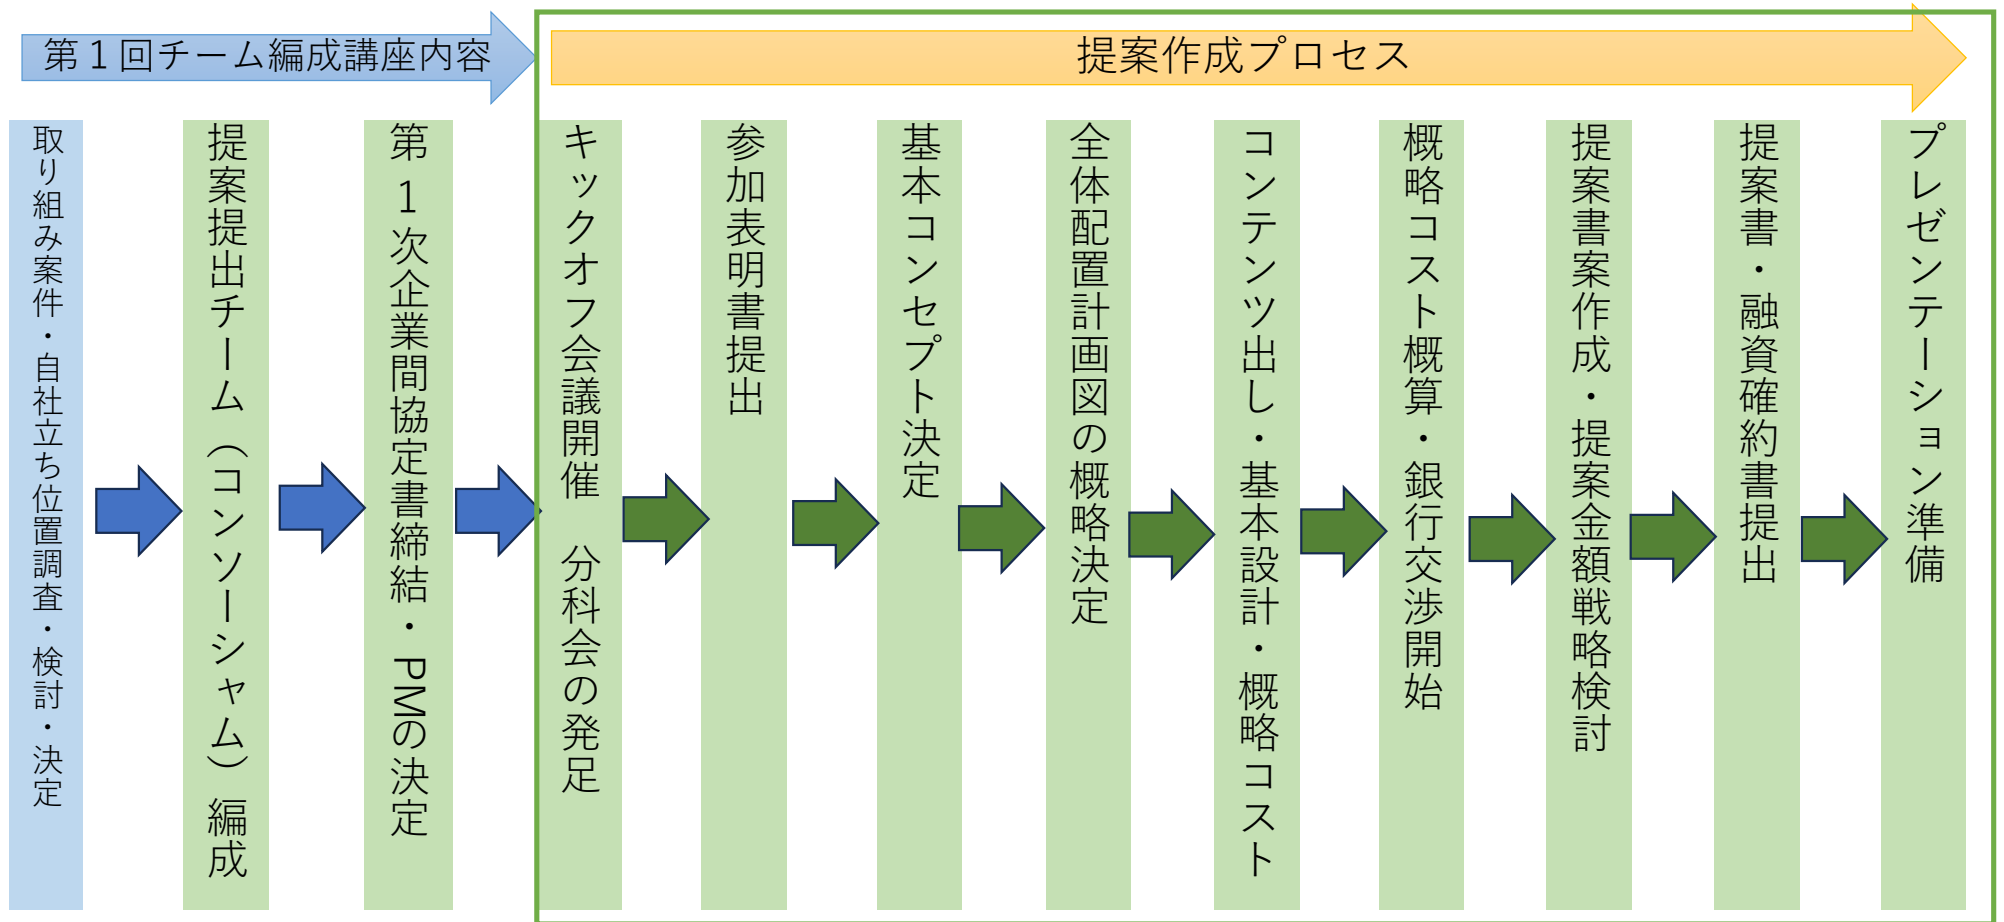 第１回チーム編成講座内容
提案作成プロセス
取り組み案件・自社立ち位置調査・検討・決定
提案提出チーム（コンソーシャム）編成
第１次企業間協定書締結・PMの決定
キックオフ会議開催　分科会の発足
参加表明書提出
基本コンセプト決定
全体配置計画図の概略決定
コンテンツ出し・基本設計・概略コスト
概略コスト概算・銀行交渉開始
提案書案作成・提案金額戦略検討
提案書・融資確約書提出
プレゼンテーション準備